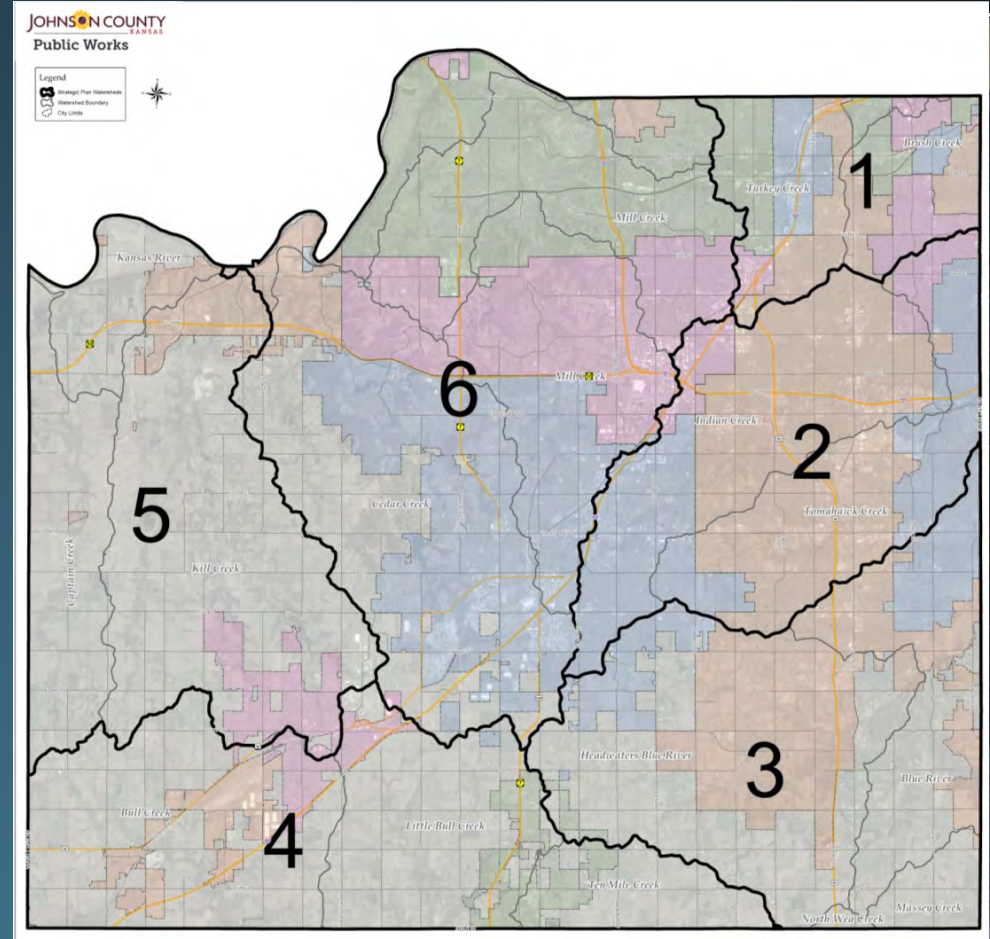 JOHNSON COUNTY
KANSAS
Public Works
Legend
Strategic Plan Watersheds
Watershed Boundary
City Limits
Brush Creek
1
Turkey Creek
Mill Creek
Kansas River
Mill Creek
6
Indian Creek
2
Cedar Creek
Tomahawk Creek
5
Captain Creek
Kill Creek
Headwaters Blue River
3
Blue River
Bull Creek
Little Bull Creek
4
Ten Mile Creek
Massey Creek
North Wea Creek